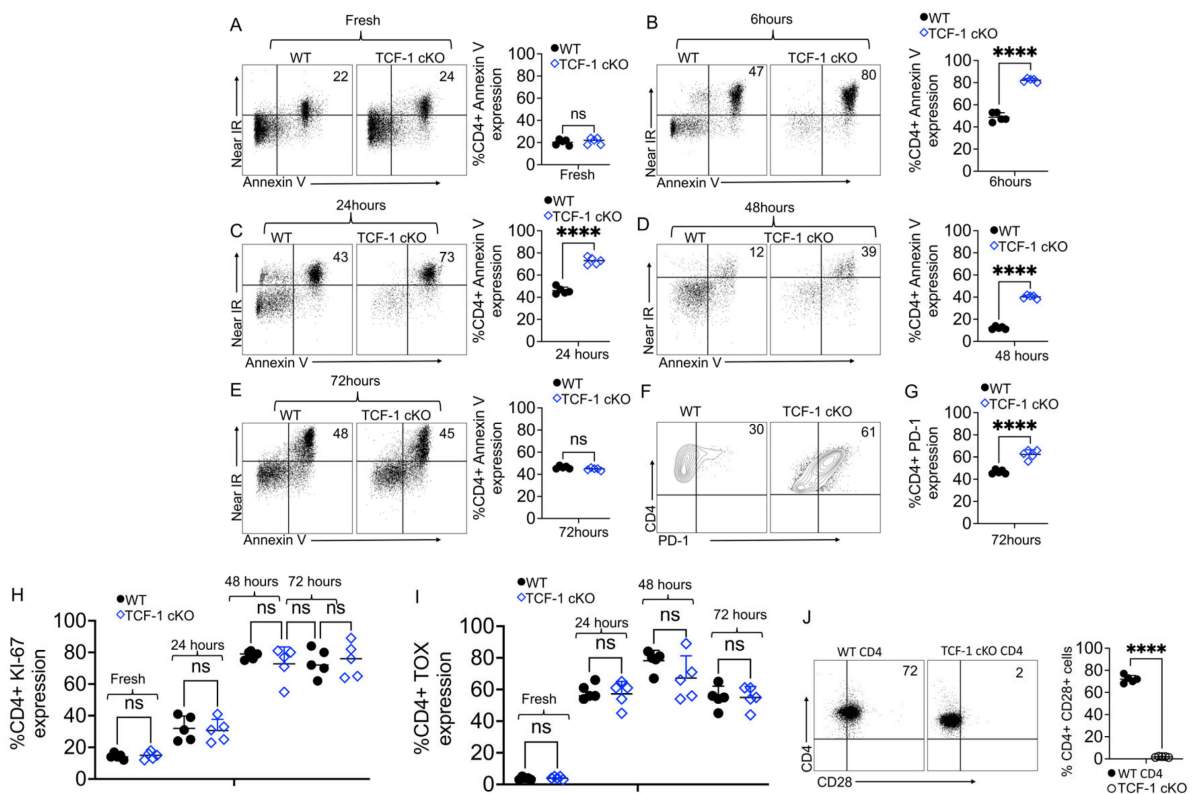 A
Fresh
WT
TCF-1 cKO
22
24
Near IR
Annexin V
%CD4+ Annexin V
expression
100
80
60
40
20
0
WT
TCF-1 cKO
ns
Fresh
B
6hours
WT
TCF-1 cKO
47
80
Near IR
Annexin V
%CD4+ Annexin V
expression
100
80
60
40
20
0
WT
TCF-1 cKO
****
6hours
C
24hours
WT
TCF-1 cKO
43
73
Near IR
Annexin V
%CD4+ Annexin V
expression
100
80
60
40
20
0
WT
TCF-1 cKO
****
24 hours
D
48hours
WT
TCF-1 cKO
12
39
Near IR
Annexin V
%CD4+ Annexin V
expression
100
80
60
40
20
0
WT
TCF-1 cKO
****
48 hours
E
72hours
WT
TCF-1 cKO
48
45
Near IR
Annexin V
%CD4+ Annexin V
expression
100
80
60
40
20
0
WT
TCF-1 cKO
ns
72hours
F
WT
TCF-1 cKO
30
61
CD4
PD-1
G
WT
TCF-1 cKO
****
%CD4+ PD-1
expression
100
80
60
40
20
0
72hours
H
WT
TCF-1 cKO
%CD4+ KI-67
expression
100
80
60
40
20
0
Fresh
ns
24 hours
ns
48 hours
72 hours
ns
ns
ns
I
WT
TCF-1 cKO
%CD4+ TOX
expression
100
80
60
40
20
0
Fresh
ns
24 hours
ns
48 hours
ns
72 hours
ns
J
WT CD4
TCF-1 cKO CD4
72
2
CD4
CD28
% CD4+ CD28+ cells
100
80
60
40
20
0
****
WT CD4
TCF-1 cKO